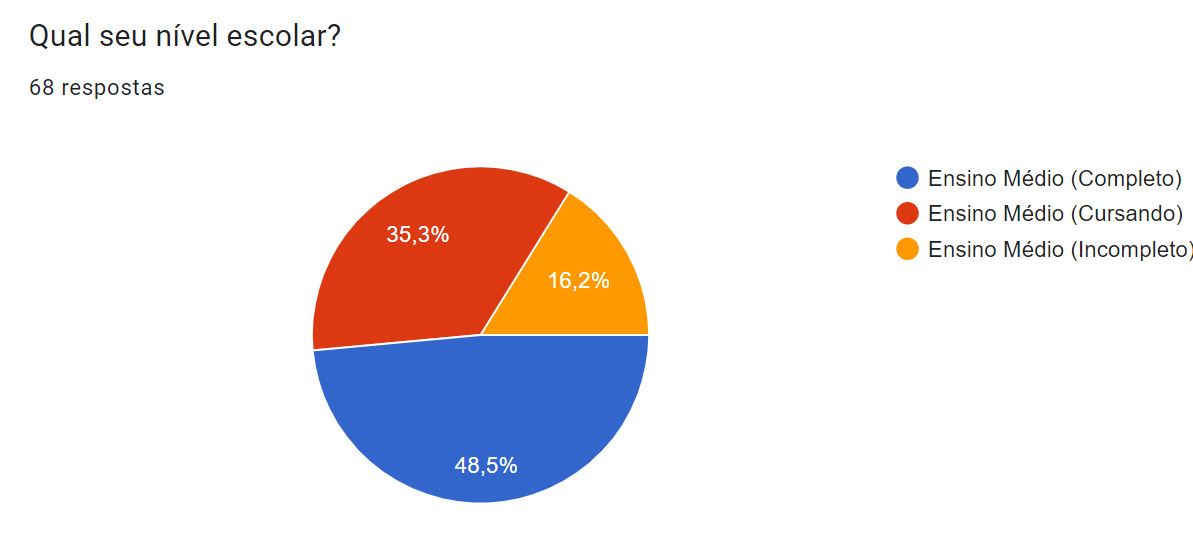 Qual seu nível escolar?
68 respostas
Ensino Médio (Completo)
Ensino Médio (Cursando)
Ensino Médio (Incompleto)
35,3%
16,2%
48,5%